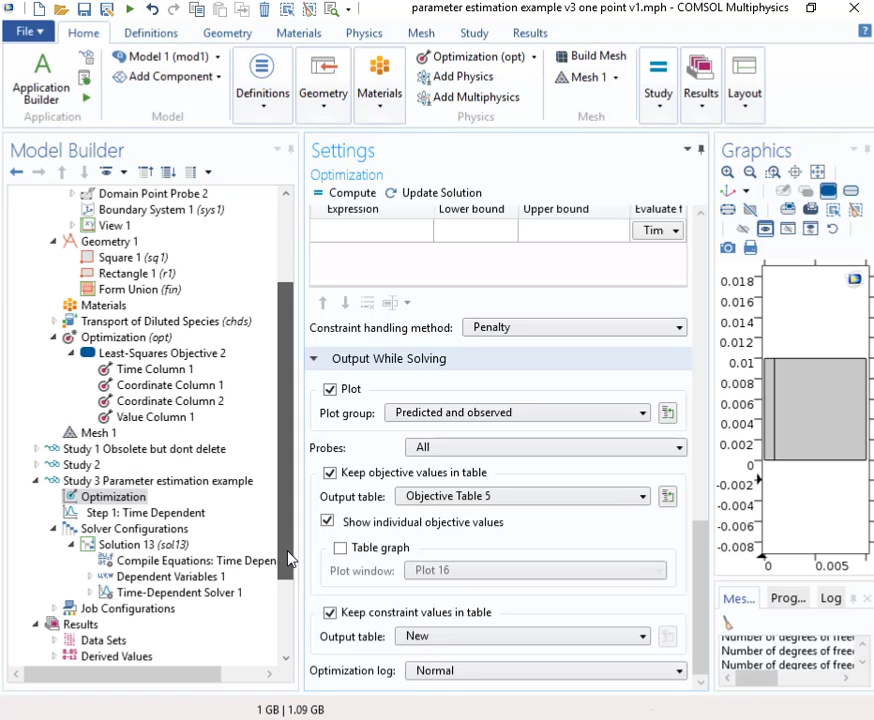 parameter estimation example v3 one point v1.mph - COMSOL Multiphysics
File Home Definitions Geometry Materials Physics Mesh Study Results
Application Builder
Application
Model 1 (mod1)
Add Component
Model
Definitions
Geometry
Materials
Optimization (opt)
Add Physics
Add Multiphysics
Physics
Build Mesh
Mesh 1
Mesh
Study
Results
Layout
Model Builder
Domain Point Probe 2
Boundary System 1 (sys1)
View 1
Geometry 1
Square 1 (sq1)
Rectangle 1 (r1)
Form Union (fin)
Materials
Transport of Diluted Species (chds)
Optimization (opt)
Least-Squares Objective 2
Time Column 1
Coordinate Column 1
Coordinate Column 2
Value Column 1
Mesh 1
Study 1 Obsolete but dont delete
Study 2
Study 3 Parameter estimation example
Optimization
Step 1: Time Dependent
Solver Configurations
Solution 13 (sol13)
Compile Equations: Time Depen
Dependent Variables 1
Time-Dependent Solver 1
Job Configurations
Results
Data Sets
Derived Values
Settings
Optimization
Compute Update Solution
Expression Lower bound Upper bound Evaluate f
Tim
Constraint handling method: Penalty
Output While Solving
Plot
Plot group: Predicted and observed
Probes: All
Keep objective values in table
Output table: Objective Table 5
Show individual objective values
Table graph
Plot window: Plot 16
Keep constraint values in table
Output table: New
Optimization log: Normal
Graphics
0.018
0.016
0.014
0.012
0.01
0.008
0.006
0.004
0.002
0
-0.002
-0.004
-0.006
-0.008
0 0.005
Mes... Prog... Log
Number of degrees of free
Number of degrees of free
Number of degrees of free
1 GB | 1.09 GB